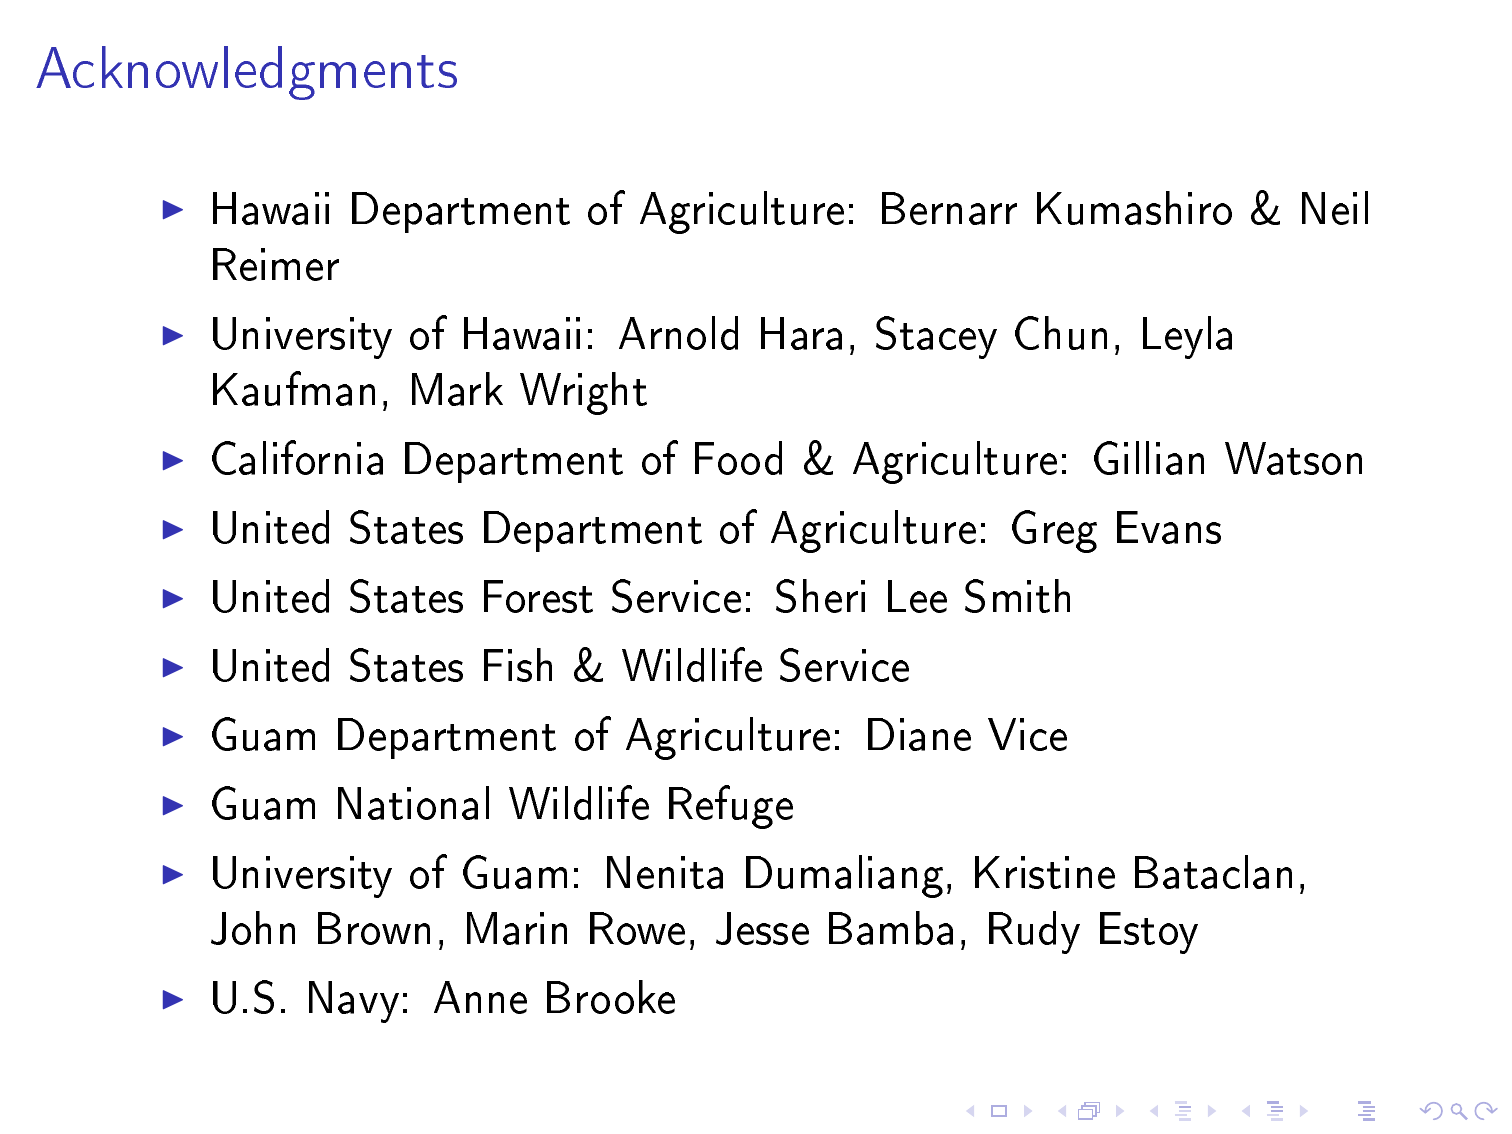 Acknowledgments
Hawaii Department of Agriculture: Bernarr Kumashiro & Neil
Reimer
University of Hawaii: Arnold Hara, Stacey Chun, Leyla
Kaufman, Mark Wright
California Department of Food & Agriculture: Gillian Watson
United States Department of Agriculture: Greg Evans
United States Forest Service: Sheri Lee Smith
United States Fish & Wildlife Service
Guam Department of Agriculture: Diane Vice
Guam National Wildlife Refuge
University of Guam: Nenita Dumaliang, Kristine Bataclan,
John Brown, Marin Rowe, Jesse Bamba, Rudy Estoy
U.S. Navy: Anne Brooke